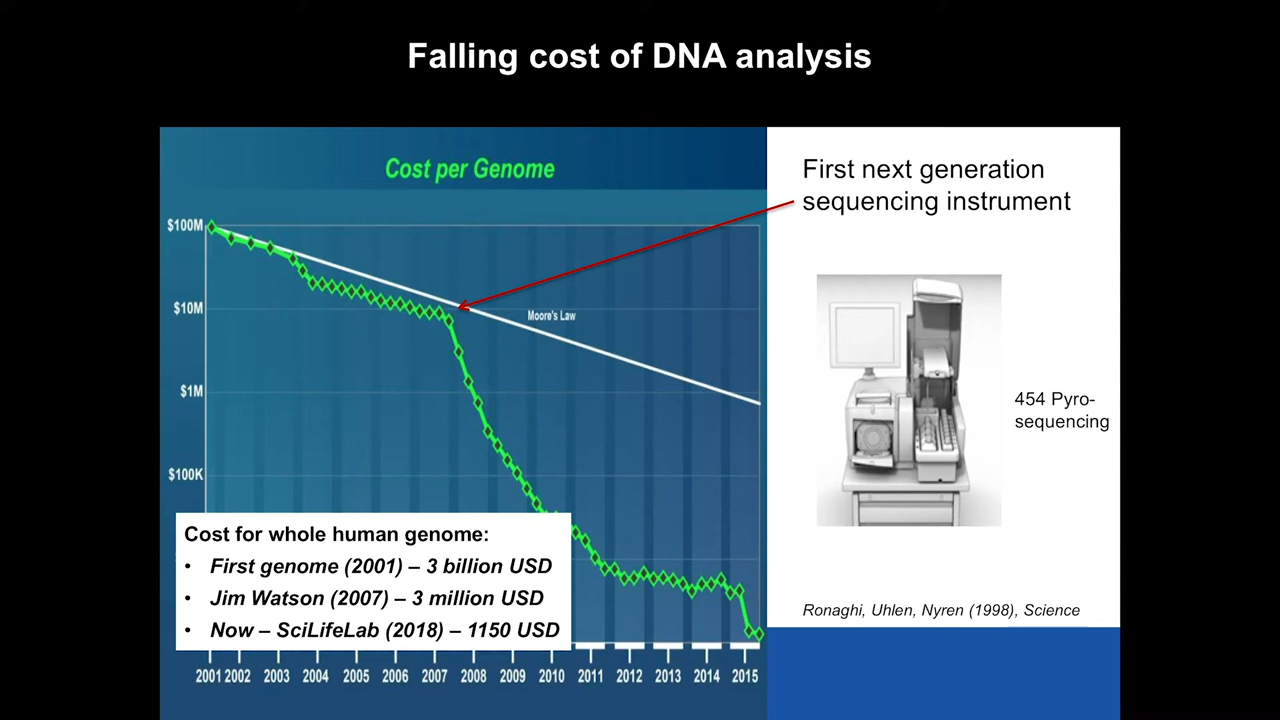 Falling cost of DNA analysis
Cost per Genome
$100M
$10M
$1M
$100K
Moore's Law
2001 2002 2003 2004 2005 2006 2007 2008 2009 2010 2011 2012 2013 2014 2015
Cost for whole human genome:
• First genome (2001) – 3 billion USD
• Jim Watson (2007) – 3 million USD
• Now – SciLifeLab (2018) – 1150 USD
First next generation
sequencing instrument
454 Pyro-
sequencing
Ronaghi, Uhlen, Nyren (1998), Science